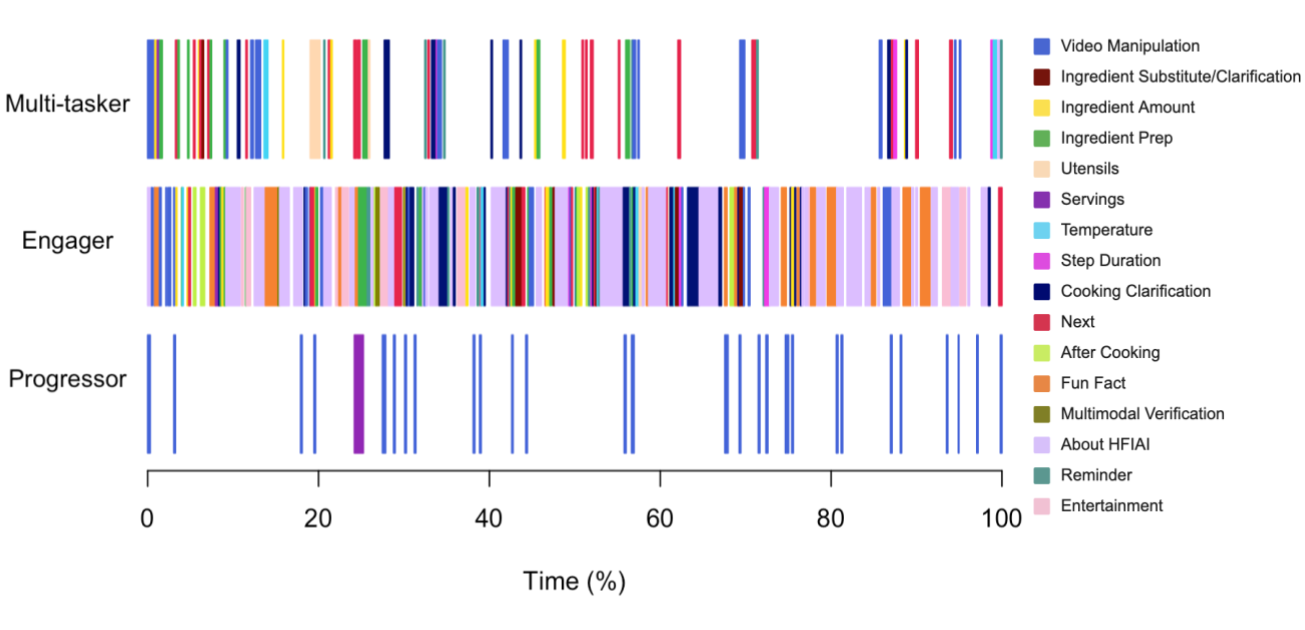 Multi-tasker
Engager
Progressor
0 20 40 60 80 100
Time (%)
Video Manipulation
Ingredient Substitute/Clarification
Ingredient Amount
Ingredient Prep
Utensils
Servings
Temperature
Step Duration
Cooking Clarification
Next
After Cooking
Fun Fact
Multimodal Verification
About HFIAI
Reminder
Entertainment